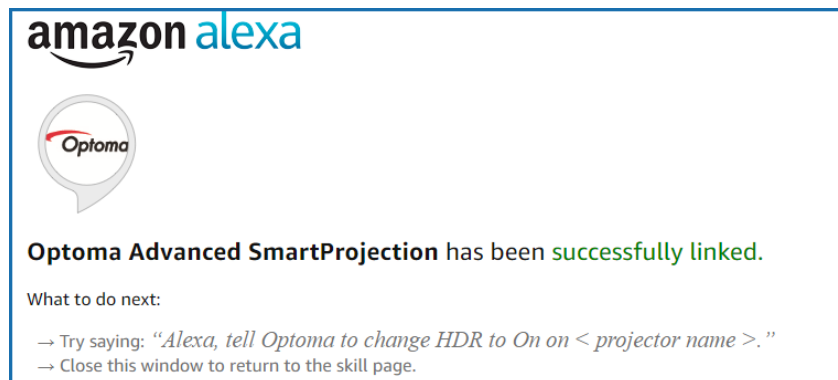 amazon alexa
Optoma
Optoma Advanced SmartProjection has been successfully linked.
What to do next:
→ Try saying: “Alexa, tell Optoma to change HDR to On on < projector name >.”
→ Close this window to return to the skill page.